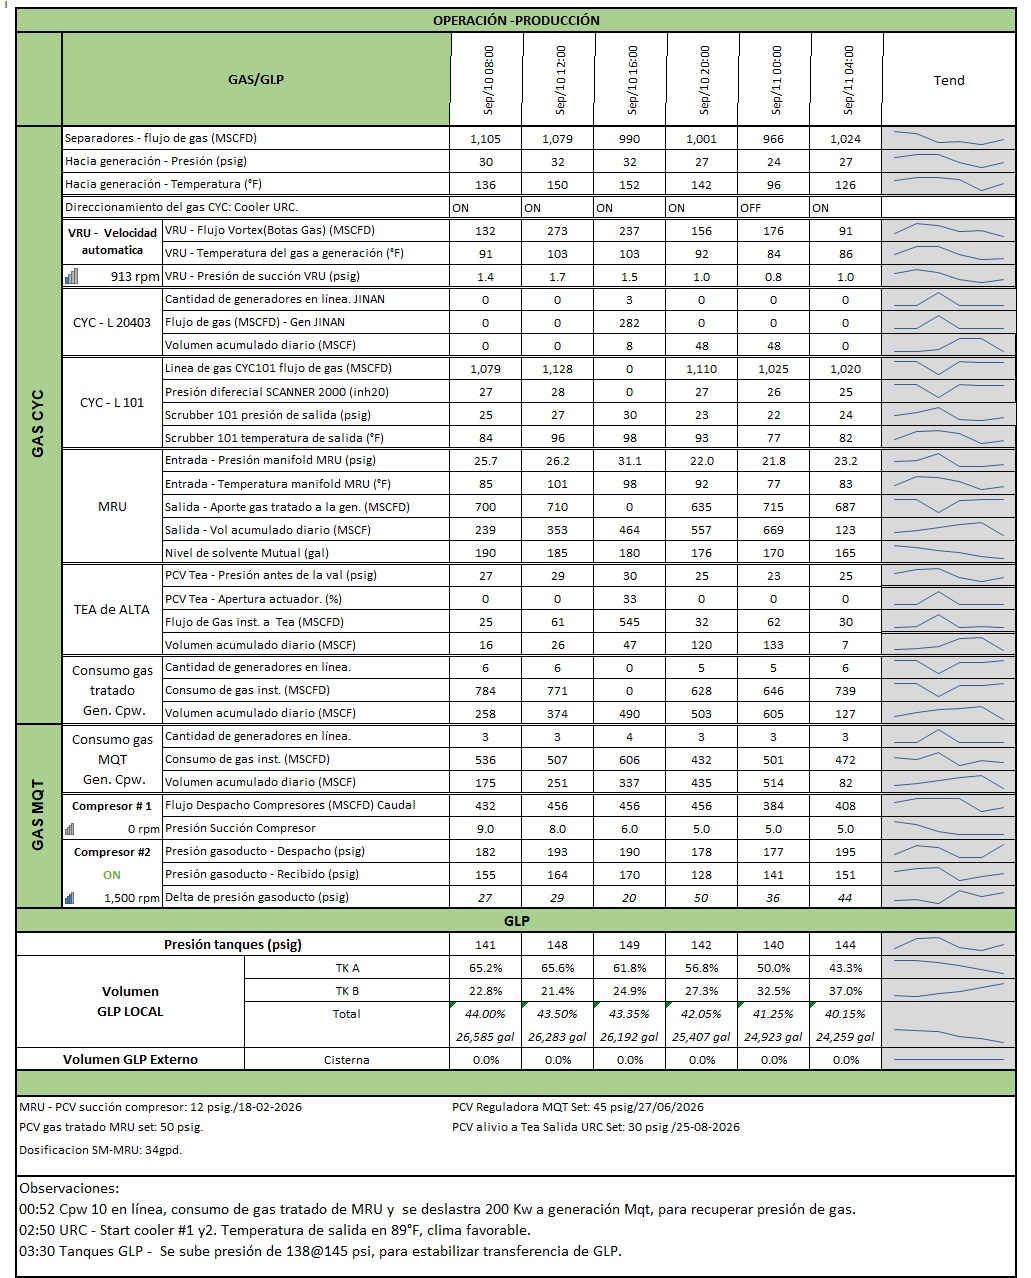 OPERACIÓN -PRODUCCIÓN
GAS/GLP Sep/10 08:00 Sep/10 12:00 Sep/10 16:00 Sep/10 20:00 Sep/11 00:00 Sep/11 04:00 Tend
GAS CYC
Separadores - flujo de gas (MSCFD) 1,105 1,079 990 1,001 966 1,024
Hacia generación - Presión (psig) 30 32 32 27 24 27
Hacia generación - Temperatura (°F) 136 150 152 142 96 126
Direccionamiento del gas CYC: Cooler URC. ON ON ON ON OFF ON
VRU - Velocidad automatica
VRU - Flujo Vortex(Botas Gas) (MSCFD) 132 273 237 156 176 91
VRU - Temperatura del gas a generación (°F) 91 103 103 92 84 86
913 rpm VRU - Presión de succión VRU (psig) 1.4 1.7 1.5 1.0 0.8 1.0
CYC - L 20403
Cantidad de generadores en línea. JINAN 0 0 3 0 0 0
Flujo de gas (MSCFD) - Gen JINAN 0 0 282 0 0 0
Volumen acumulado diario (MSCF) 0 0 8 48 48 0
CYC - L 101
Linea de gas CYC101 flujo de gas (MSCFD) 1,079 1,128 0 1,110 1,025 1,020
Presión diferecial SCANNER 2000 (inh20) 27 28 0 27 26 25
Scrubber 101 presión de salida (psig) 25 27 30 23 22 24
Scrubber 101 temperatura de salida (°F) 84 96 98 93 77 82
MRU
Entrada - Presión manifold MRU (psig) 25.7 26.2 31.1 22.0 21.8 23.2
Entrada - Temperatura manifold MRU (°F) 85 101 98 92 77 83
Salida - Aporte gas tratado a la gen. (MSCFD) 700 710 0 635 715 687
Salida - Vol acumulado diario (MSCF) 239 353 464 557 669 123
Nivel de solvente Mutual (gal) 190 185 180 176 170 165
TEA de ALTA
PCV Tea - Presión antes de la val (psig) 27 29 30 25 23 25
PCV Tea - Apertura actuador. (%) 0 0 33 0 0 0
Flujo de Gas inst. a Tea (MSCFD) 25 61 545 32 62 30
Volumen acumulado diario (MSCF) 16 26 47 120 133 7
Consumo gas tratado Gen. Cpw.
Cantidad de generadores en línea. 6 6 0 5 5 6
Consumo de gas inst. (MSCFD) 784 771 0 628 646 739
Volumen acumulado diario (MSCF) 258 374 490 503 605 127
GAS MQT
Consumo gas MQT Gen. Cpw.
Cantidad de generadores en línea. 3 3 4 3 3 3
Consumo de gas inst. (MSCFD) 536 507 606 432 501 472
Volumen acumulado diario (MSCF) 175 251 337 435 514 82
Compresor # 1 Flujo Despacho Compresores (MSCFD) Caudal 432 456 456 456 384 408
0 rpm Presión Succión Compresor 9.0 8.0 6.0 5.0 5.0 5.0
Compresor #2 Presión gasoducto - Despacho (psig) 182 193 190 178 177 195
ON Presión gasoducto - Recibido (psig) 155 164 170 128 141 151
1,500 rpm Delta de presión gasoducto (psig) 27 29 20 50 36 44
GLP
Presión tanques (psig) 141 148 149 142 140 144
Volumen GLP LOCAL
TK A 65.2% 65.6% 61.8% 56.8% 50.0% 43.3%
TK B 22.8% 21.4% 24.9% 27.3% 32.5% 37.0%
Total 44.00% 43.50% 43.35% 42.05% 41.25% 40.15%
26,585 gal 26,283 gal 26,192 gal 25,407 gal 24,923 gal 24,259 gal
Volumen GLP Externo Cisterna 0.0% 0.0% 0.0% 0.0% 0.0% 0.0%
MRU - PCV succión compresor: 12 psig./18-02-2026 PCV Reguladora MQT Set: 45 psig/27/06/2026
PCV gas tratado MRU set: 50 psig. PCV alivio a Tea Salida URC Set: 30 psig /25-08-2026
Dosificacion SM-MRU: 34gpd.
Observaciones:
00:52 Cpw 10 en línea, consumo de gas tratado de MRU y se deslastra 200 Kw a generación Mqt, para recuperar presión de gas.
02:50 URC - Start cooler #1 y2. Temperatura de salida en 89°F, clima favorable.
03:30 Tanques GLP - Se sube presión de 138@145 psi, para estabilizar transferencia de GLP.